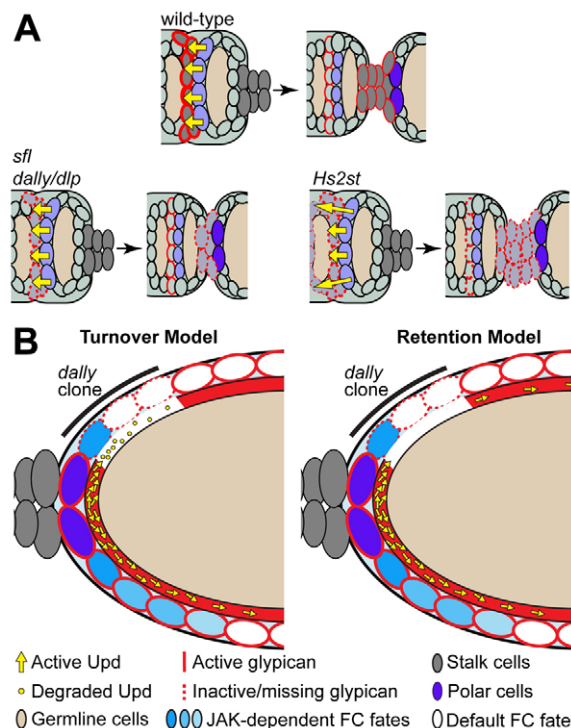 A
wild-type
sfl
dally/dlp
Hs2st
B
Turnover Model
Retention Model
dally
clone
dally
clone
Active Upd
Active glypican
Stalk cells
Degraded Upd
Inactive/missing glypican
Polar cells
Germline cells
JAK-dependent FC fates
Default FC fate